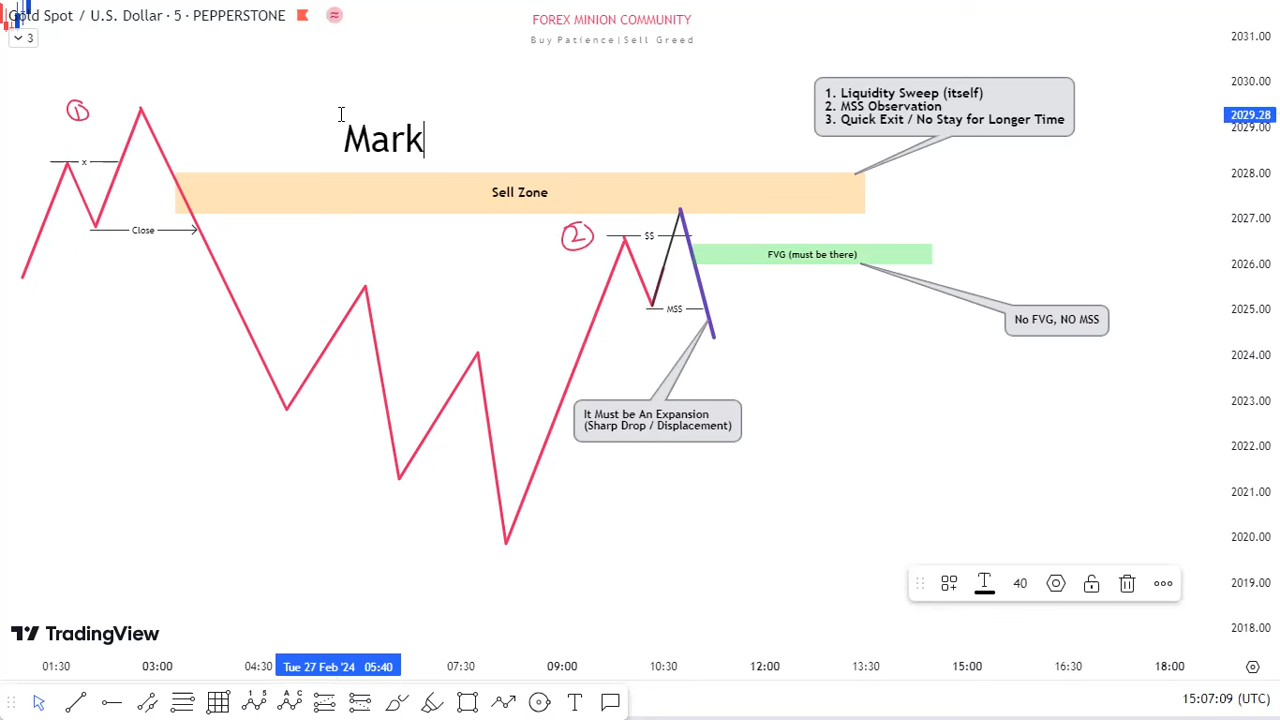 Gold Spot / U.S. Dollar · 5 · PEPPERSTONE
3
FOREX MINION COMMUNITY
Buy Patience|Sell Greed
1
Mark
x
Close
Sell Zone
1. Liquidity Sweep (itself)
2. MSS Observation
3. Quick Exit / No Stay for Longer Time
2
SS
FVG (must be there)
MSS
No FVG, NO MSS
It Must be An Expansion
(Sharp Drop / Displacement)
2031.00
2030.00
2029.28
2029.00
2028.00
2027.00
2026.00
2025.00
2024.00
2023.00
2022.00
2021.00
2020.00
2019.00
2018.00
40
TradingView
01:30 03:00 04:30 Tue 27 Feb '24 05:40 07:30 09:00 10:30 12:00 13:30 15:00 16:30 18:00
15:07:09 (UTC)